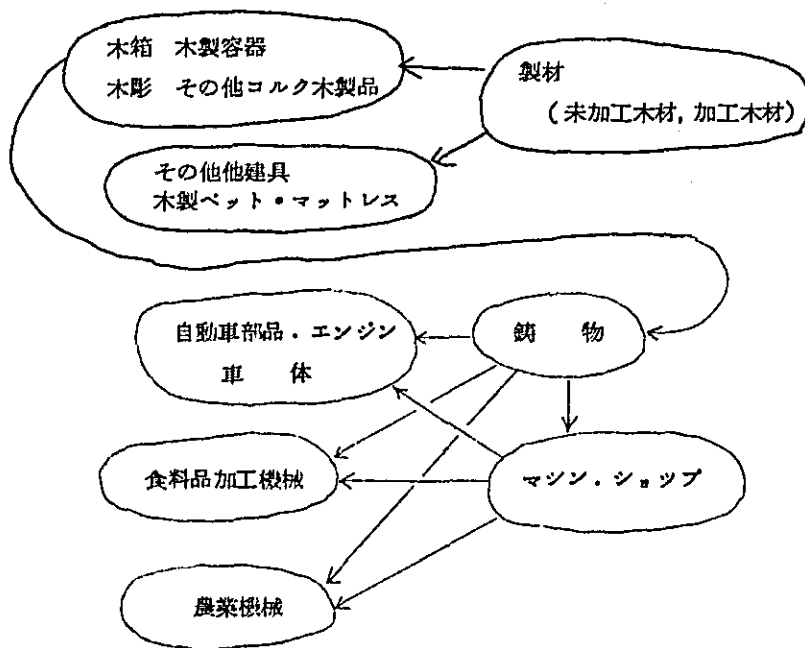 木箱 木製容器
木彫 その他コルク木製品
製材
(未加工木材, 加工木材)
その他他建具
木製ベット・マットレス
自動車部品．エンジン
車 体
鋳 物
食料品加工機械
マシン．ショップ
農業機械